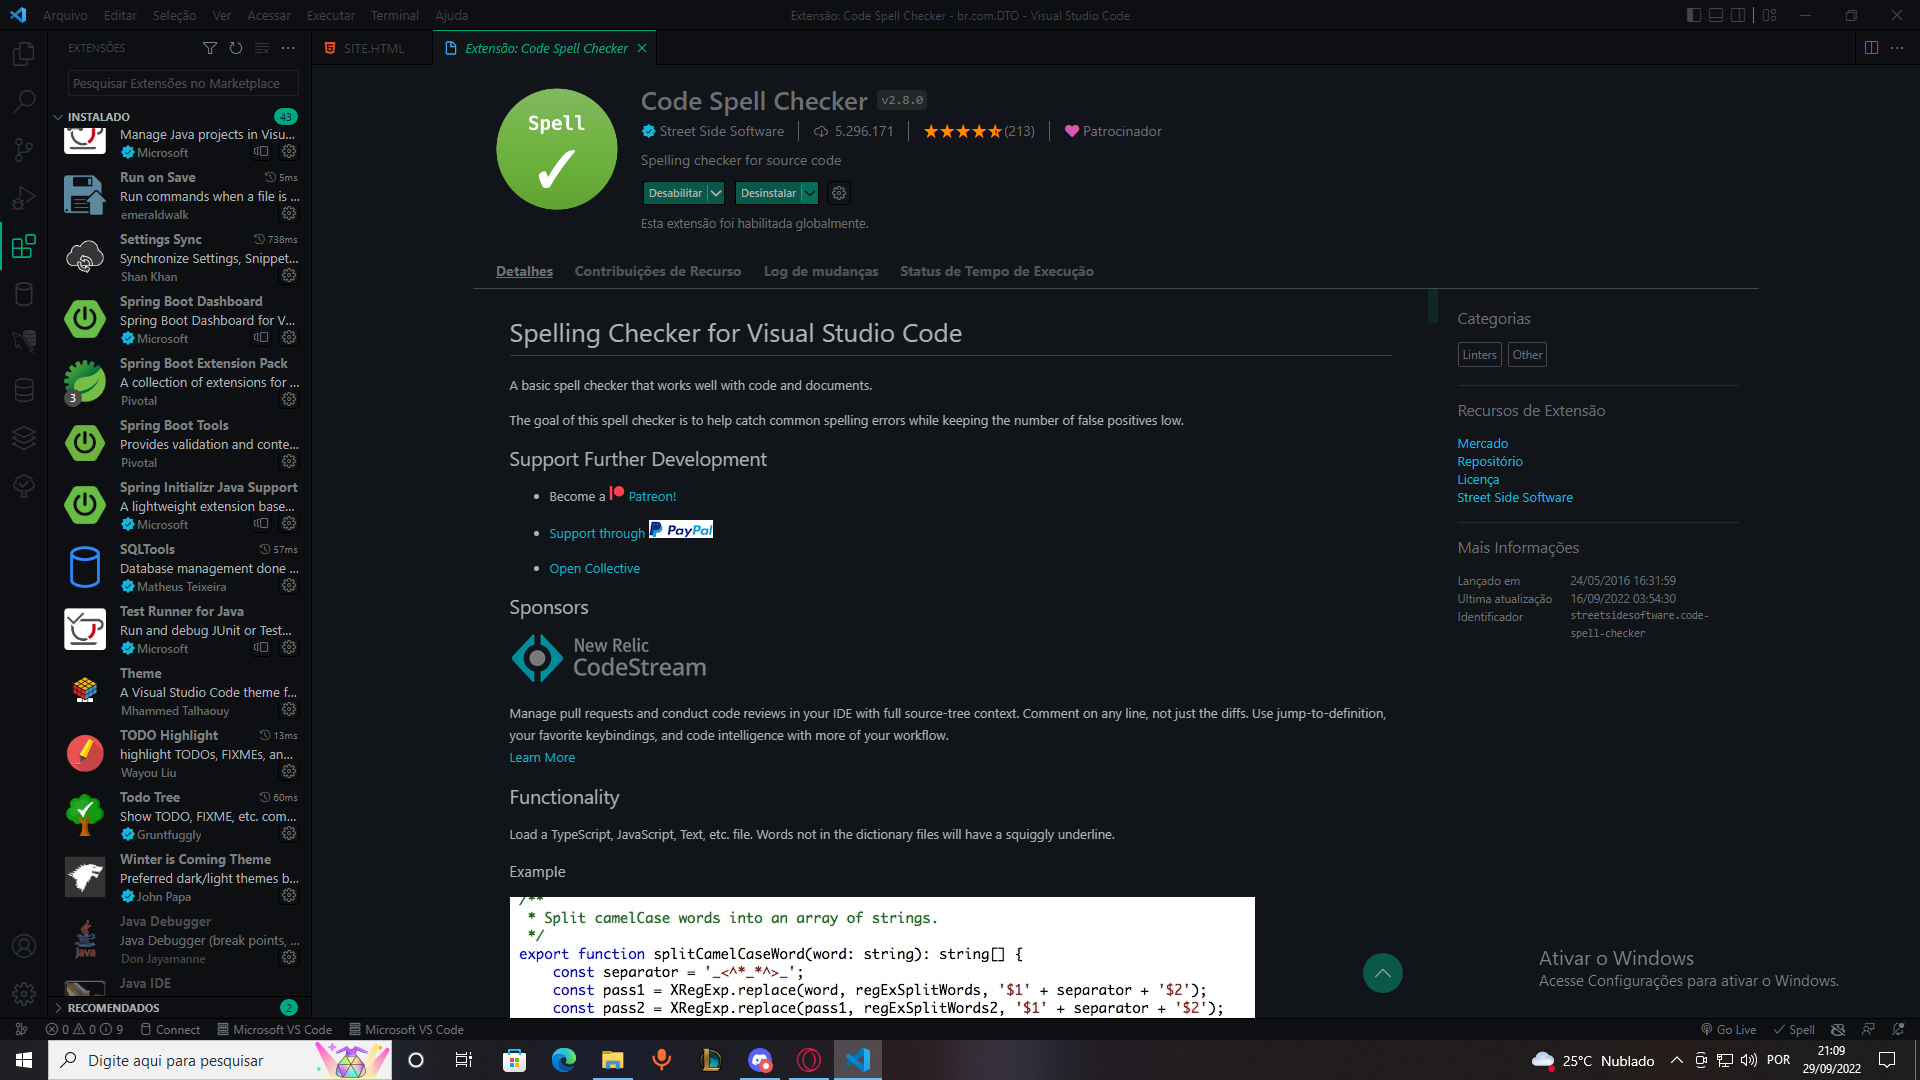 Arquivo Editar Seleção Ver Acessar Executar Terminal Ajuda
Extensão: Code Spell Checker - br.com.DTO - Visual Studio Code
EXTENSÕES
SITE.HTML
Extensão: Code Spell Checker
Pesquisar Extensões no Marketplace
INSTALADO 43
Manage Java projects in Visu...
Microsoft
Run on Save 5ms
Run commands when a file is ...
emeraldwalk
Settings Sync 738ms
Synchronize Settings, Snippet...
Shan Khan
Spring Boot Dashboard
Spring Boot Dashboard for V...
Microsoft
Spring Boot Extension Pack
A collection of extensions for ...
3
Pivotal
Spring Boot Tools
Provides validation and conte...
Pivotal
Spring Initializr Java Support
A lightweight extension base...
Microsoft
SQLTools 57ms
Database management done ...
Matheus Teixeira
Test Runner for Java
Run and debug JUnit or Test...
Microsoft
Theme
A Visual Studio Code theme f...
Mhammed Talhaouy
TODO Highlight 13ms
highlight TODOs, FIXMEs, an...
Wayou Liu
Todo Tree 60ms
Show TODO, FIXME, etc. com...
Gruntfuggly
Winter is Coming Theme
Preferred dark/light themes b...
John Papa
Java Debugger
Java Debugger (break points, ...
Don Jayamanne
Java IDE
RECOMENDADOS 2
Spell
Code Spell Checker v2.8.0
Street Side Software 5.296.171 (213) Patrocinador
Spelling checker for source code
Desabilitar Desinstalar
Esta extensão foi habilitada globalmente.
Detalhes Contribuições de Recurso Log de mudanças Status de Tempo de Execução
Spelling Checker for Visual Studio Code
A basic spell checker that works well with code and documents.
The goal of this spell checker is to help catch common spelling errors while keeping the number of false positives low.
Support Further Development
• Become a Patreon!
• Support through PayPal
• Open Collective
Sponsors
New Relic
CodeStream
Manage pull requests and conduct code reviews in your IDE with full source-tree context. Comment on any line, not just the diffs. Use jump-to-definition,
your favorite keybindings, and code intelligence with more of your workflow.
Learn More
Functionality
Load a TypeScript, JavaScript, Text, etc. file. Words not in the dictionary files will have a squiggly underline.
Example
/**
* Split camelCase words into an array of strings.
*/
export function splitCamelCaseWord(word: string): string[] {
const separator = '_<^*_*^>_';
const pass1 = XRegExp.replace(word, regExSplitWords, '$1' + separator + '$2');
const pass2 = XRegExp.replace(pass1, regExSplitWords2, '$1' + separator + '$2');
Categorias
Linters Other
Recursos de Extensão
Mercado
Repositório
Licença
Street Side Software
Mais Informações
Lançado em 24/05/2016 16:31:59
Ultima atualização 16/09/2022 03:54:30
Identificador streetsidesoftware.code-
spell-checker
Ativar o Windows
Acesse Configurações para ativar o Windows.
0 0 9 Connect Microsoft VS Code Microsoft VS Code
Go Live Spell
Digite aqui para pesquisar
25°C Nublado
POR
21:09
29/09/2022